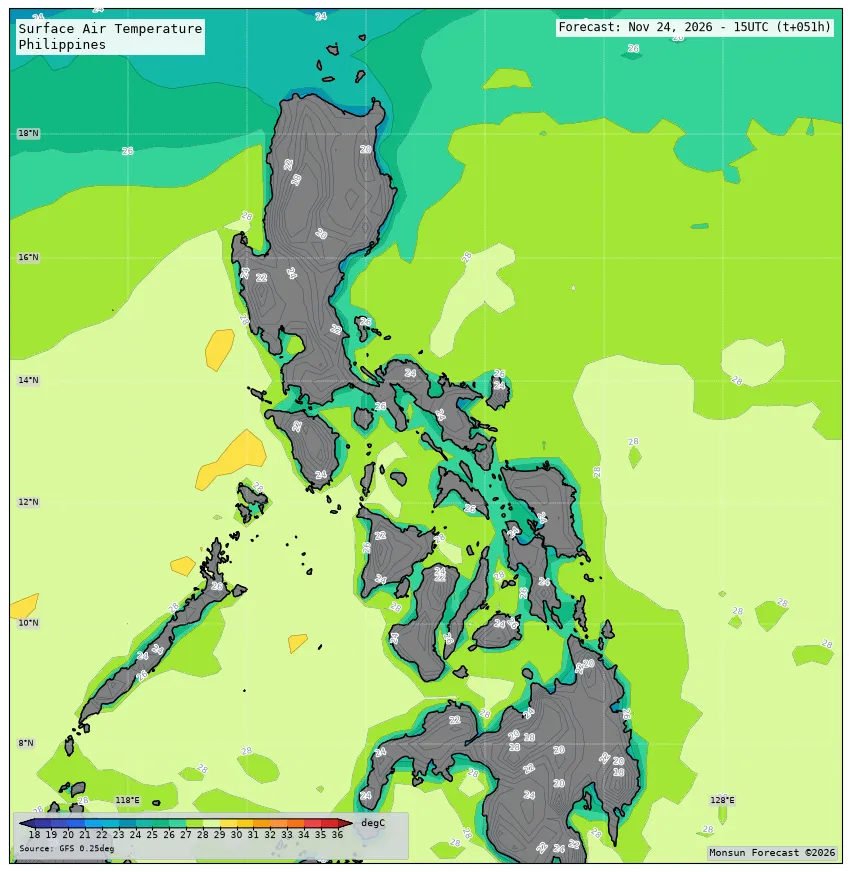 Surface Air Temperature
Philippines
Forecast: Nov 24, 2026 - 15UTC (t+051h)
18°N
16°N
14°N
12°N
10°N
8°N
118°E
128°E
18 19 20 21 22 23 24 25 26 27 28 29 30 31 32 33 34 35 36
degC
Source: GFS 0.25deg
Monsun Forecast ©2026